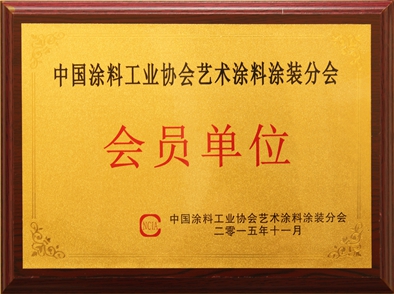 中国涂料工业协会艺术涂料涂装分会
会员单位
NCIA
中国涂料工业协会艺术涂料涂装分会
二零一五年十一月